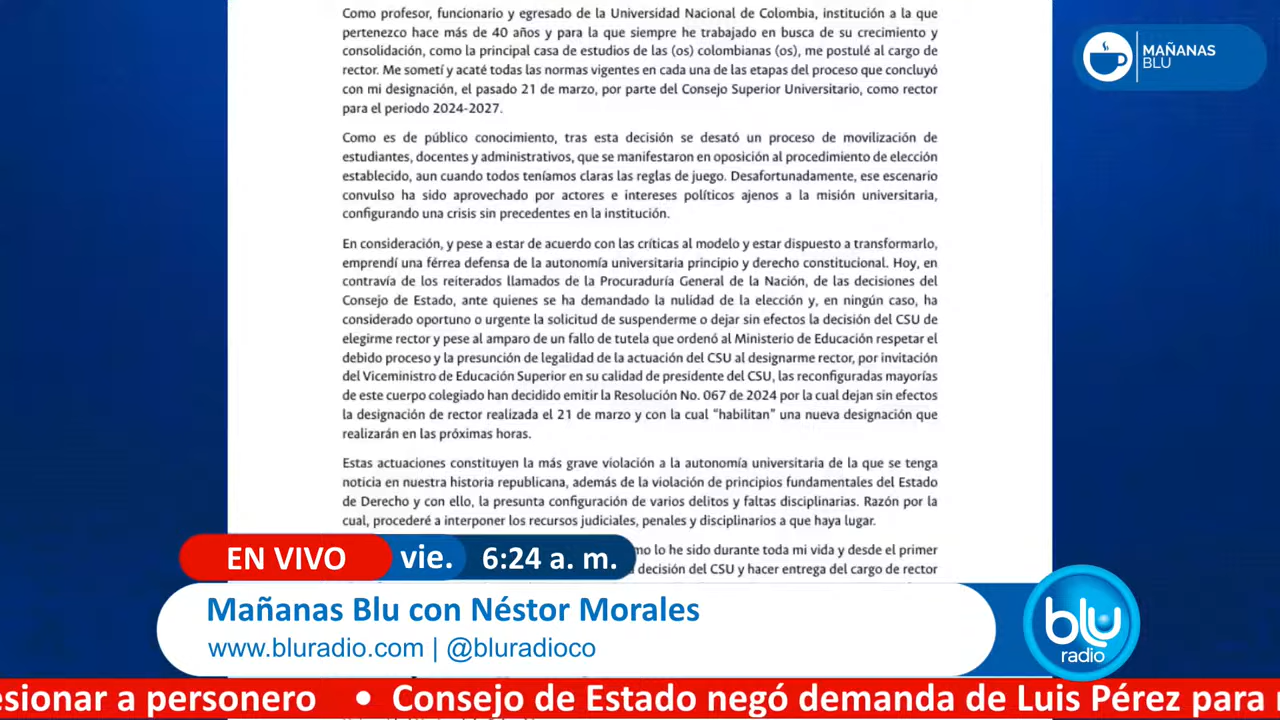 Como profesor, funcionario y egresado de la Universidad Nacional de Colombia, institución a la que
pertenezco hace más de 40 años y para la que siempre he trabajado en busca de su crecimiento y
consolidación, como la principal casa de estudios de las (os) colombianas (os), me postulé al cargo de
rector. Me sometí y acaté todas las normas vigentes en cada una de las etapas del proceso que concluyó
con mi designación, el pasado 21 de marzo, por parte del Consejo Superior Universitario, como rector
para el periodo 2024-2027.
Como es de público conocimiento, tras esta decisión se desató un proceso de movilización de
estudiantes, docentes y administrativos, que se manifestaron en oposición al procedimiento de elección
establecido, aun cuando todos teníamos claras las reglas de juego. Desafortunadamente, ese escenario
convulso ha sido aprovechado por actores e intereses políticos ajenos a la misión universitaria,
configurando una crisis sin precedentes en la institución.
En consideración, y pese a estar de acuerdo con las críticas al modelo y estar dispuesto a transformarlo,
emprendí una férrea defensa de la autonomía universitaria principio y derecho constitucional. Hoy, en
contravía de los reiterados llamados de la Procuraduría General de la Nación, de las decisiones del
Consejo de Estado, ante quienes se ha demandado la nulidad de la elección y, en ningún caso, ha
considerado oportuno o urgente la solicitud de suspenderme o dejar sin efectos la decisión del CSU de
elegirme rector y pese al amparo de un fallo de tutela que ordenó al Ministerio de Educación respetar el
debido proceso y la presunción de legalidad de la actuación del CSU al designarme rector, por invitación
del Viceministro de Educación Superior en su calidad de presidente del CSU, las reconfiguradas mayorías
de este cuerpo colegiado han decidido emitir la Resolución No. 067 de 2024 por la cual dejan sin efectos
la designación de rector realizada el 21 de marzo y con la cual "habilitan" una nueva designación que
realizarán en las próximas horas.
Estas actuaciones constituyen la más grave violación a la autonomía universitaria de la que se tenga
noticia en nuestra historia republicana, además de la violación de principios fundamentales del Estado
de Derecho y con ello, la presunta configuración de varios delitos y faltas disciplinarias. Razón por la
cual, procederé a interponer los recursos judiciales, penales y disciplinarios a que haya lugar.
mo lo he sido durante toda mi vida y desde el primer
decisión del CSU y hacer entrega del cargo de rector
MAÑANAS
BLU
EN VIVO vie. 6:24 a. m.
Mañanas Blu con Néstor Morales
www.bluradio.com | @bluradioco
blu
radio
esionar a personero • Consejo de Estado negó demanda de Luis Pérez para